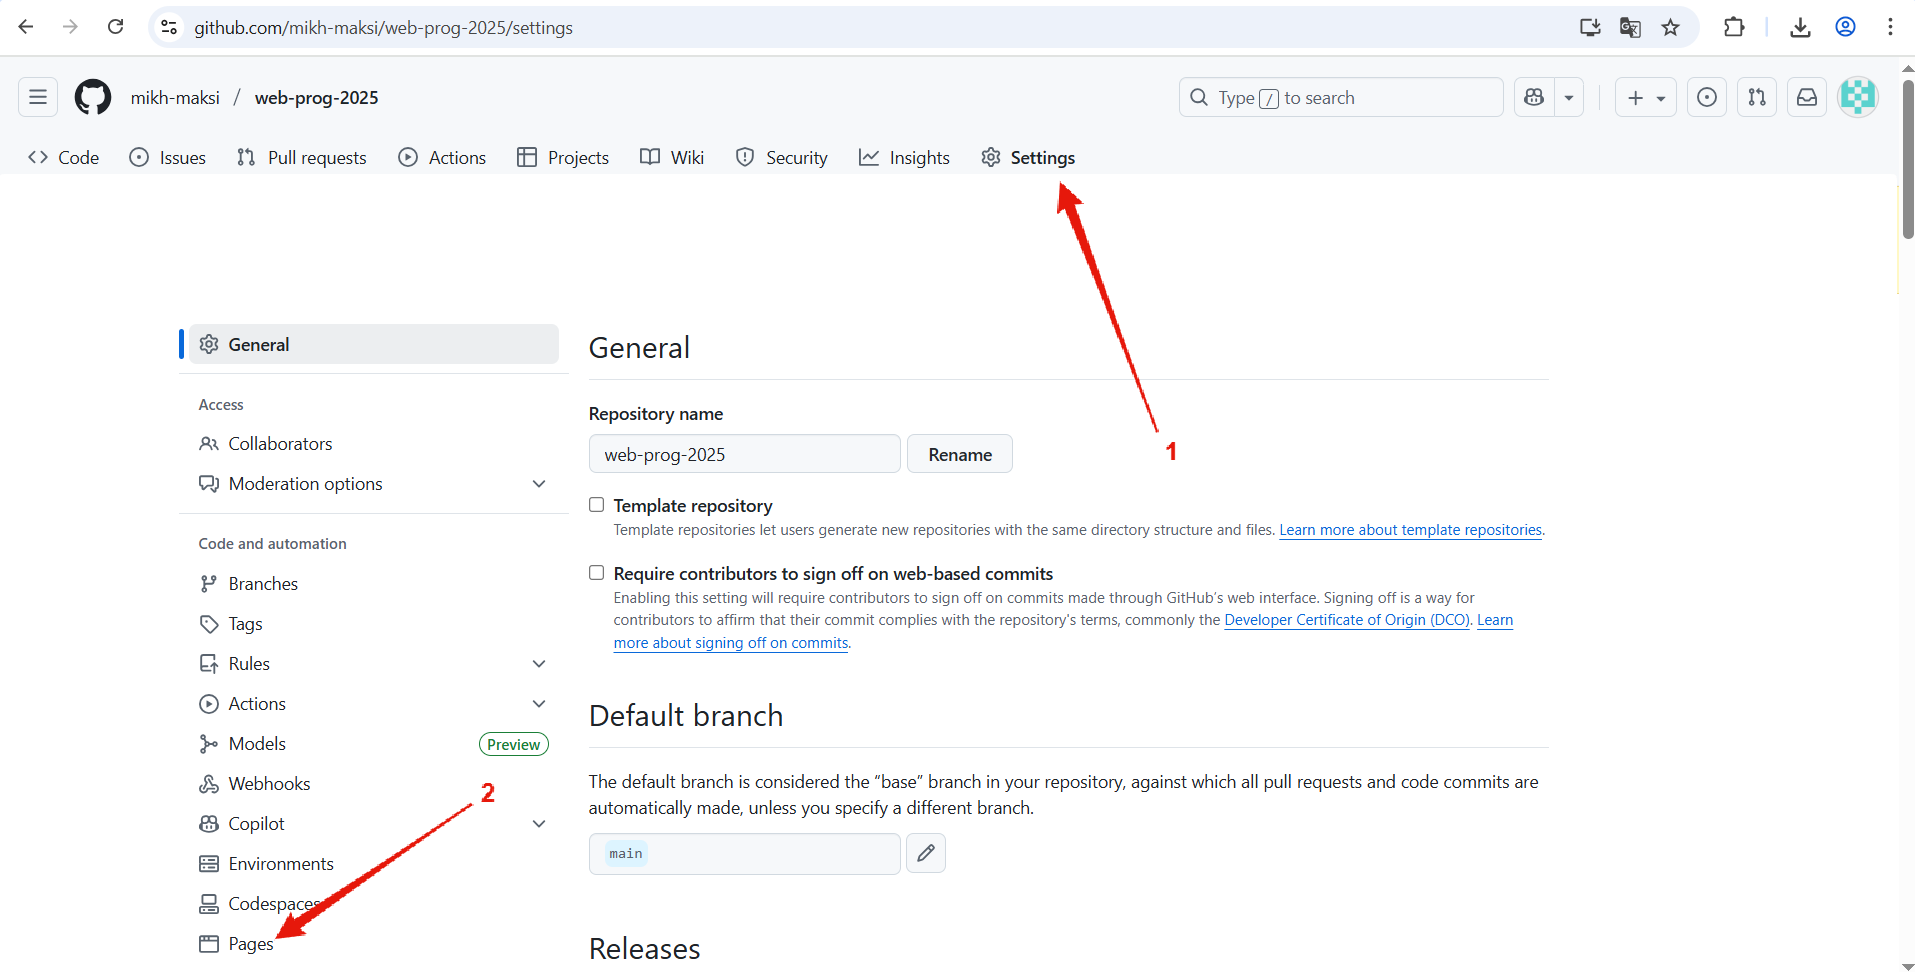 github.com/mikh-maksi/web-prog-2025/settings
mikh-maksi / web-prog-2025
Type / to search
Code Issues Pull requests Actions Projects Wiki Security Insights Settings
1
2
General
Access
Collaborators
Moderation options
Code and automation
Branches
Tags
Rules
Actions
Models Preview
Webhooks
Copilot
Environments
Codespaces
Pages
General
Repository name
web-prog-2025 Rename
Template repository
Template repositories let users generate new repositories with the same directory structure and files. Learn more about template repositories.
Require contributors to sign off on web-based commits
Enabling this setting will require contributors to sign off on commits made through GitHub's web interface. Signing off is a way for
contributors to affirm that their commit complies with the repository's terms, commonly the Developer Certificate of Origin (DCO). Learn
more about signing off on commits.
Default branch
The default branch is considered the “base” branch in your repository, against which all pull requests and code commits are
automatically made, unless you specify a different branch.
main
Releases